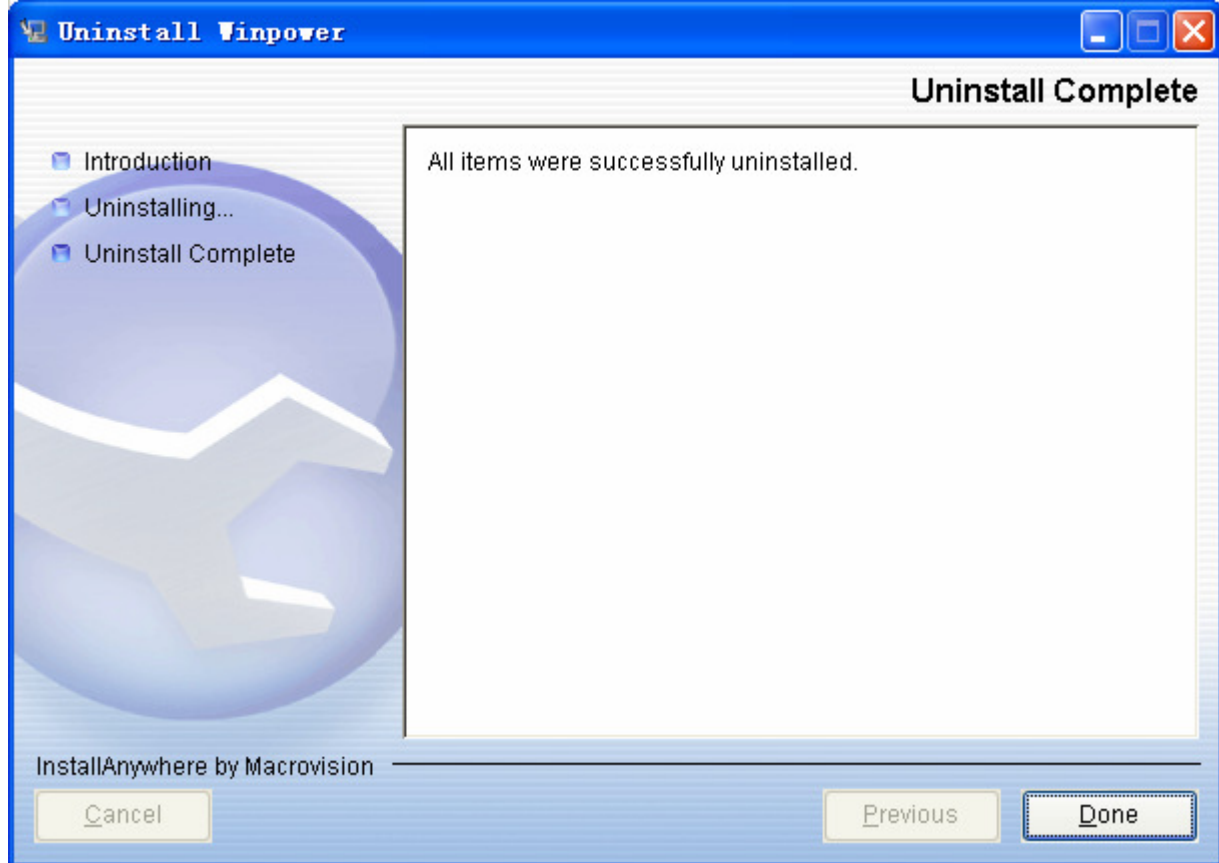 Uninstall Winpower
Uninstall Complete
Introduction
Uninstalling...
Uninstall Complete
All items were successfully uninstalled.
InstallAnywhere by Macrovision
Cancel
Previous
Done